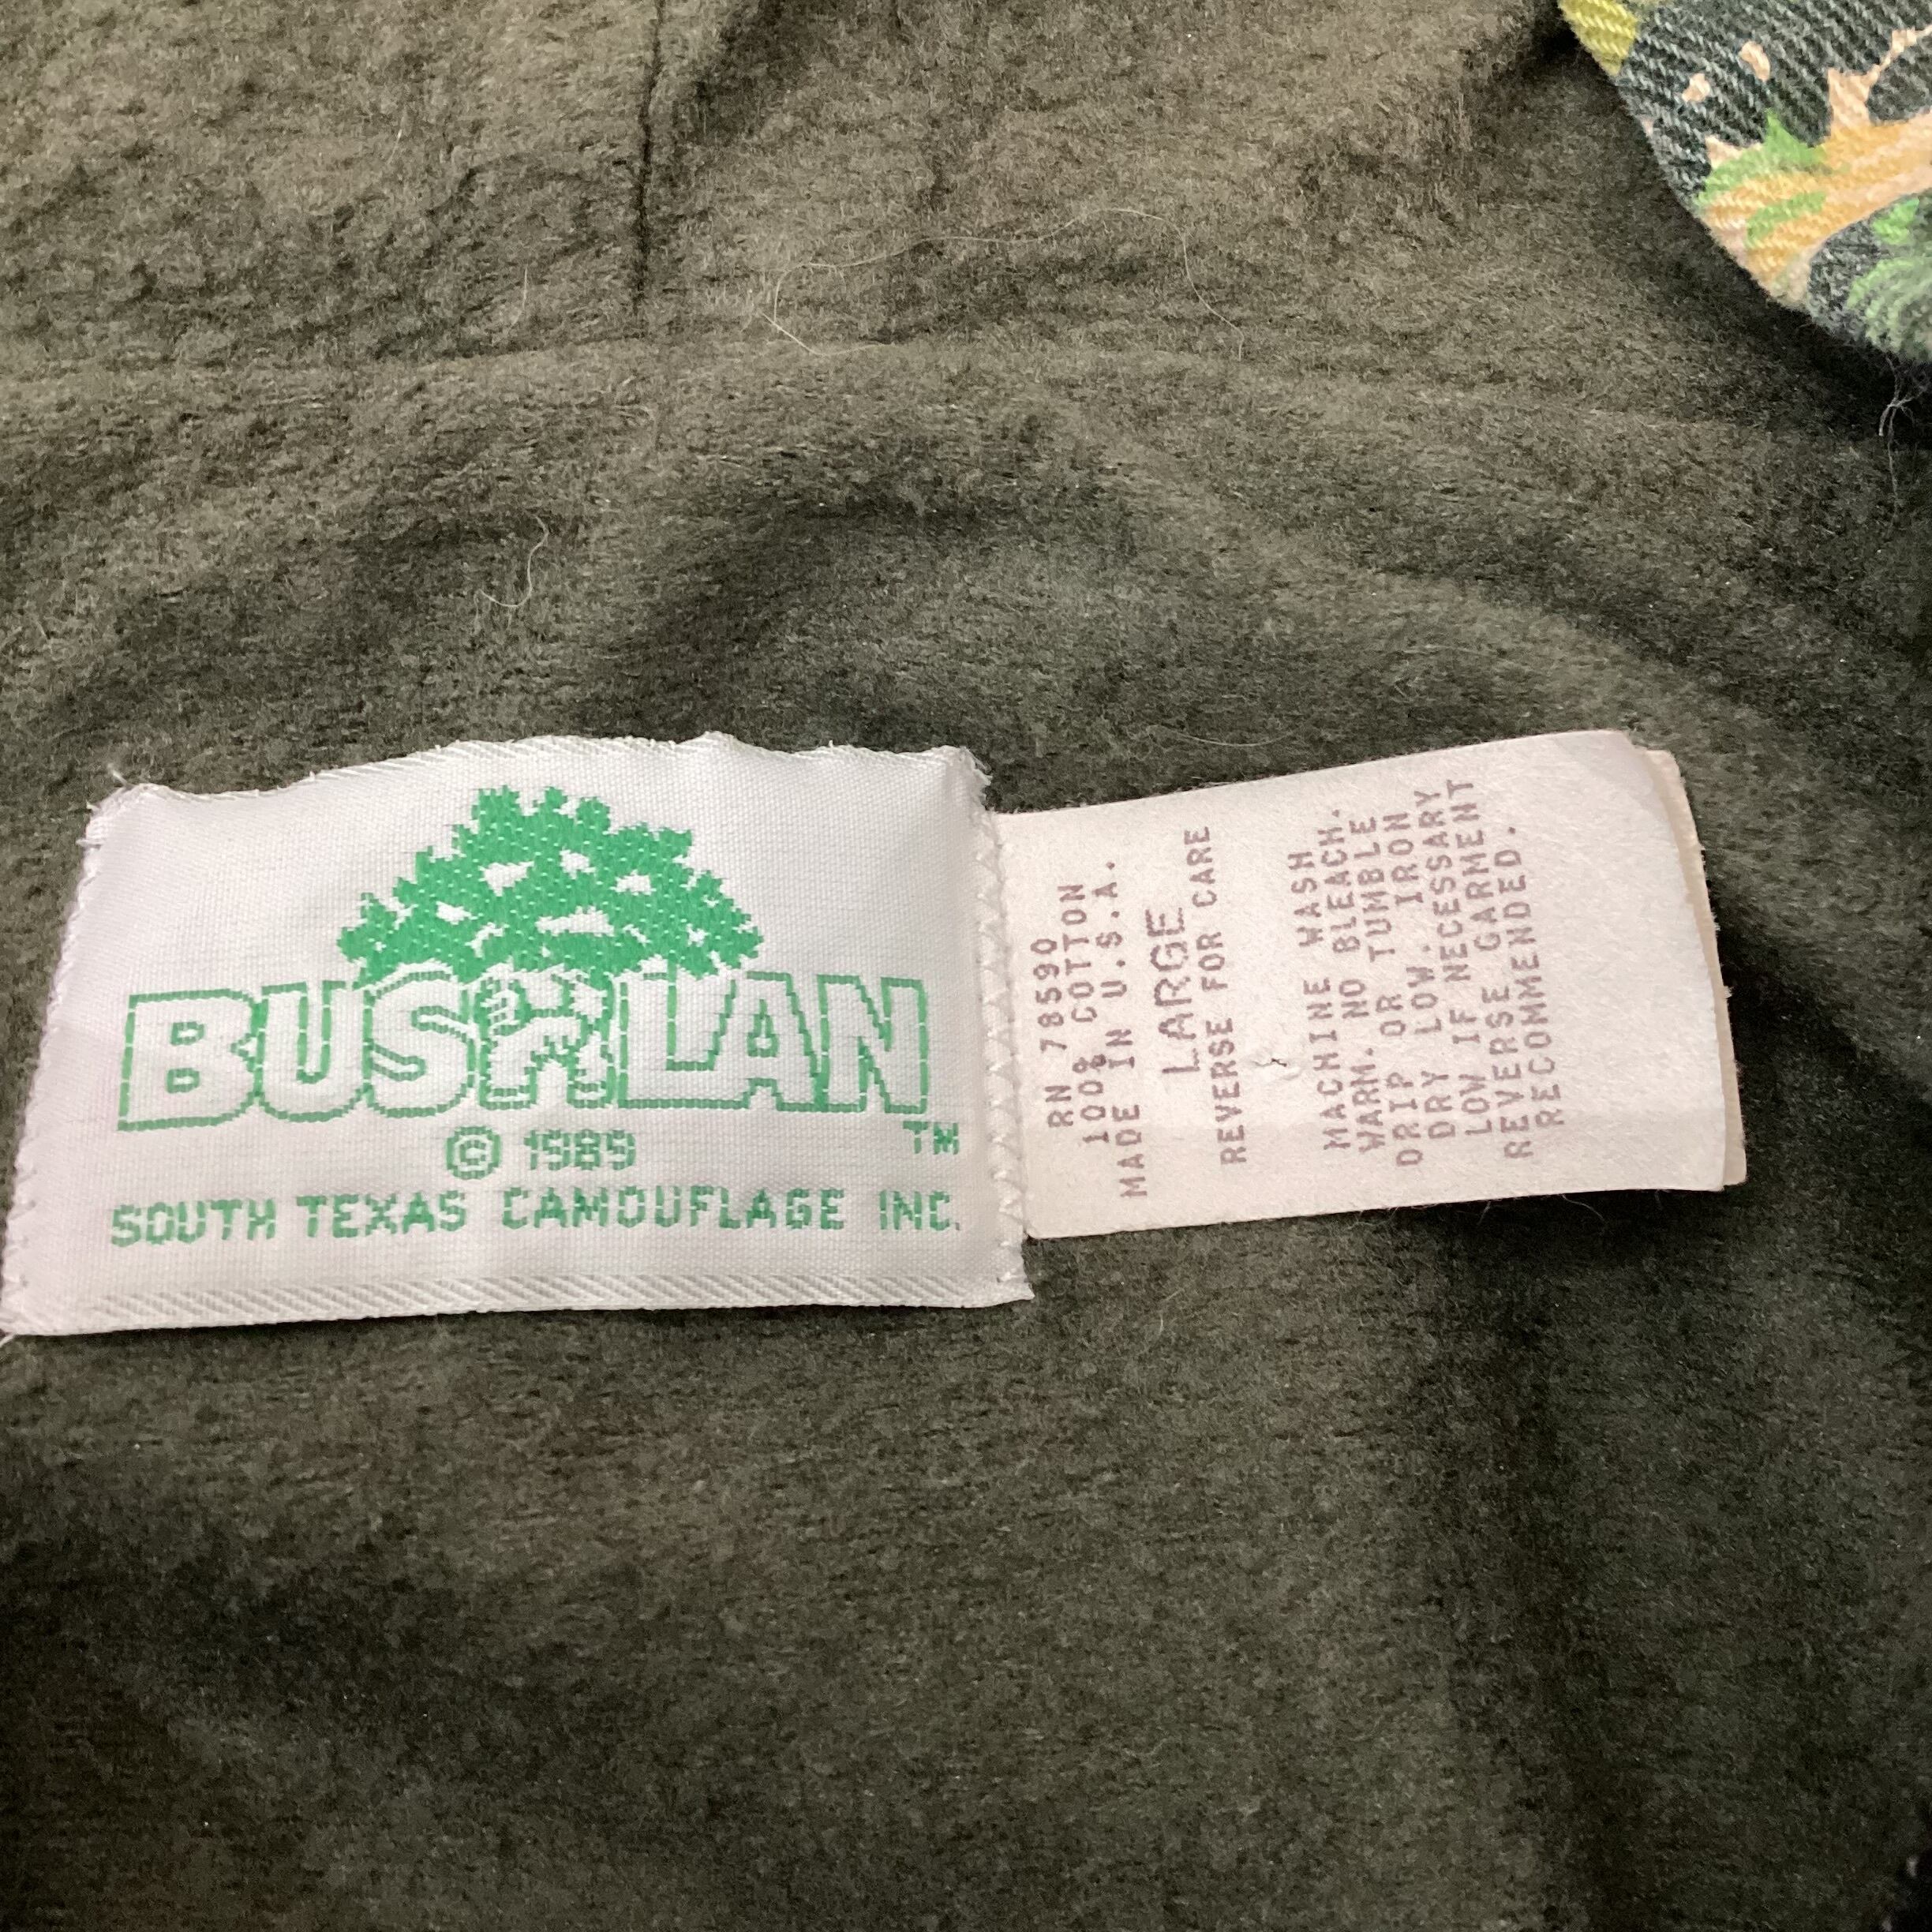 BUSHLAN
TM
© 1989
SOUTH TEXAS CAMOUFLAGE INC.
RN 78590
100% COTTON
MADE IN U.S.A.
LARGE
REVERSE FOR CARE
MACHINE WASH
WARM. NO BLEACH.
DRIP OR TUMBLE
DRY LOW. IRON
LOW IF NECESSARY
REVERSE GARMENT
RECOMMENDED.